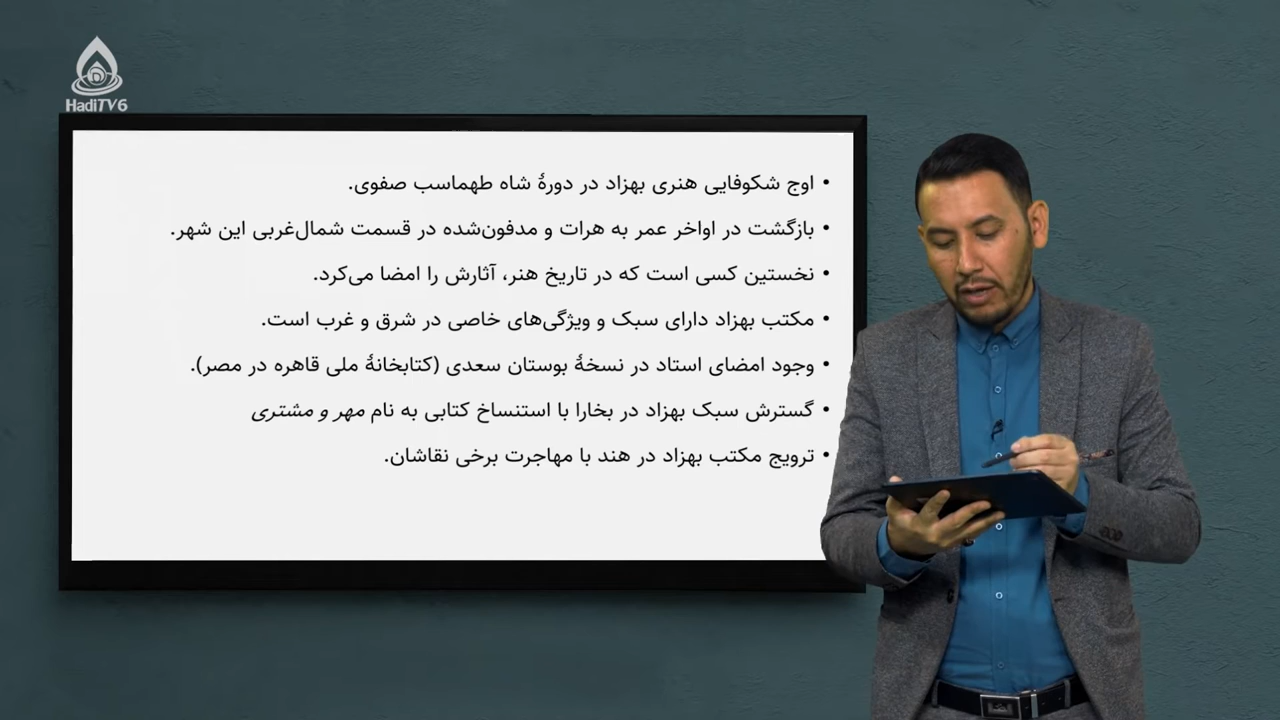 HadiTV6
• اوج شکوفایی هنری بهزاد در دورهٔ شاه طهماسب صفوی.
• بازگشت در اواخر عمر به هرات و مدفون‌شده در قسمت شمال‌غربی این شهر.
• نخستین کسی است که در تاریخ هنر، آثارش را امضا می‌کرد.
• مکتب بهزاد دارای سبک و ویژگی‌های خاصی در شرق و غرب است.
• وجود امضای استاد در نسخهٔ بوستان سعدی (کتابخانهٔ ملی قاهره در مصر).
• گسترش سبک بهزاد در بخارا با استنساخ کتابی به نام مهر و مشتری
• ترویج مکتب بهزاد در هند با مهاجرت برخی نقاشان.